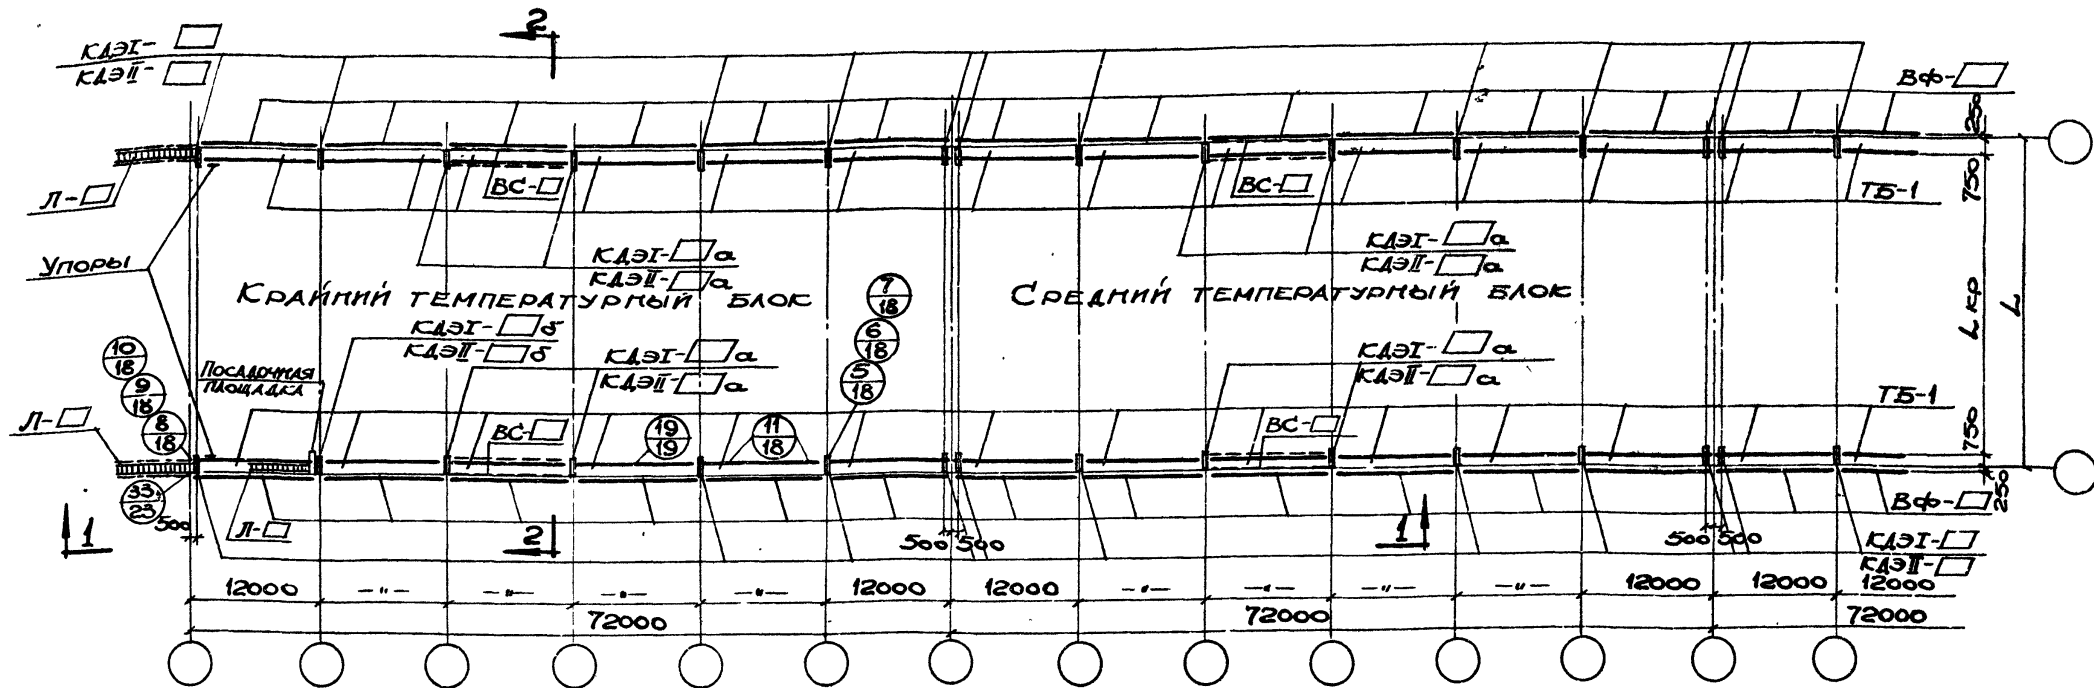 2
КДЭI-
КДЭII-
ВФ-
250
ВС-
ВС-
750
Л-
ТБ-1
КДЭI- а
КДЭII- а
КДЭI- а
КДЭII- а
Упоры
7
18
Крайний температурный блок
Средний температурный блок
КДЭI- б
КДЭII- б
6
18
L кр
L
10
18
КДЭI- а
КДЭII- а
КДЭI- а
КДЭII- а
Посадочная
площадка
5
18
9
18
ТБ-1
Л-
8
18
ВС-
19
19
11
18
ВС-
750
33
23
250
ВФ-
500
Л-
1
2
500 500
1
500 500
КДЭI-
КДЭII-
12000 —"— —"— —"— —"— 12000 12000 —"— —"— —"— —"— 12000 12000 12000
72000 72000 72000